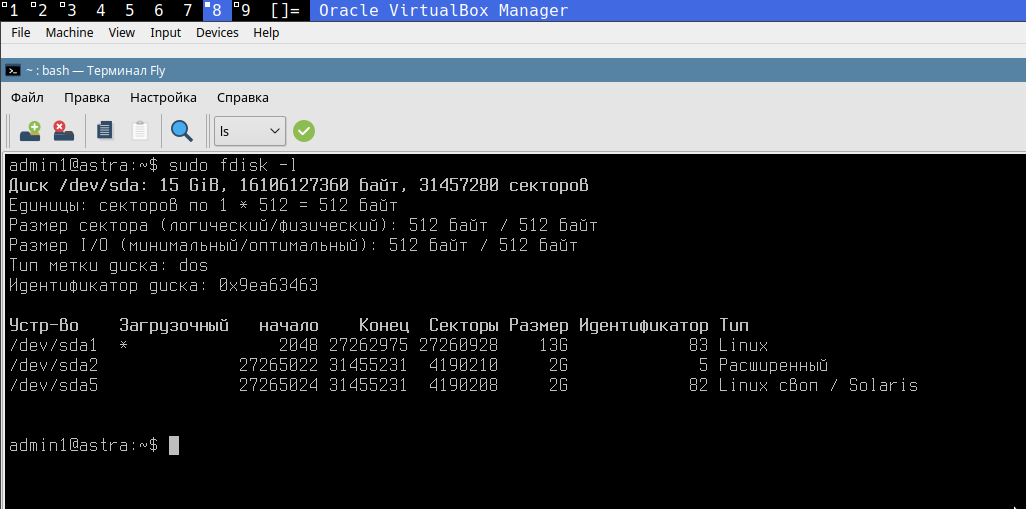 1 2 3 4 5 6 7 8 9 []= Oracle VirtualBox Manager
File Machine View Input Devices Help
~ : bash — Терминал Fly
Файл Правка Настройка Справка
ls
admin1@astra:~$ sudo fdisk -l
Диск /dev/sda: 15 GiB, 16106127360 байт, 31457280 секторов
Единицы: секторов по 1 * 512 = 512 байт
Размер сектора (логический/физический): 512 байт / 512 байт
Размер I/O (минимальный/оптимальный): 512 байт / 512 байт
Тип метки диска: dos
Идентификатор диска: 0x9ea63463
Устр-во Загрузочный начало Конец Секторы Размер Идентификатор Тип
/dev/sda1 * 2048 27262975 27260928 13G 83 Linux
/dev/sda2 27265022 31455231 4190210 2G 5 Расширенный
/dev/sda5 27265024 31455231 4190208 2G 82 Linux своп / Solaris
admin1@astra:~$